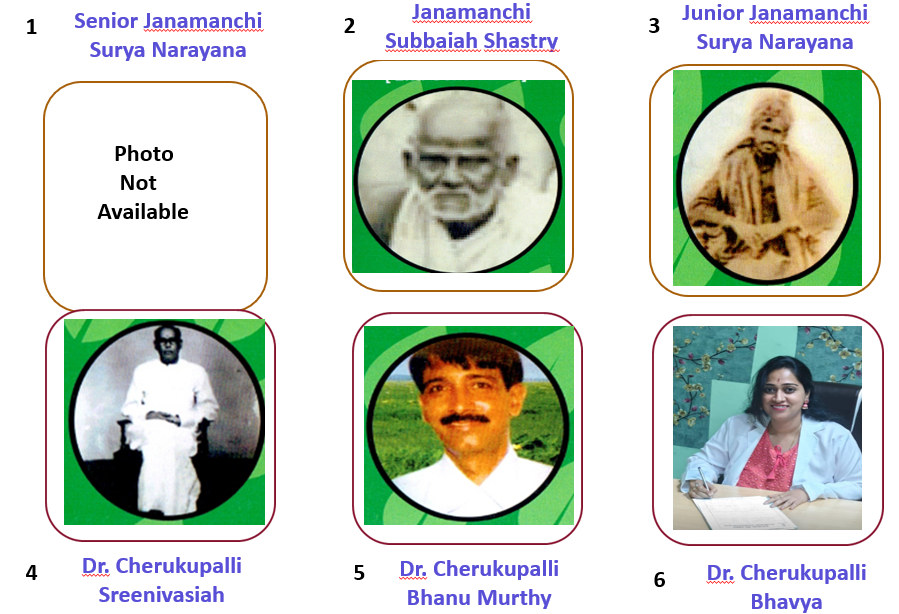 1
Senior Janamanchi
Surya Narayana
2
Janamanchi
Subbaiah Shastry
3
Junior Janamanchi
Surya Narayana
Photo
Not
Available
4
Dr. Cherukupalli
Sreenivasiah
5
Dr. Cherukupalli
Bhanu Murthy
6
Dr. Cherukupalli
Bhavya